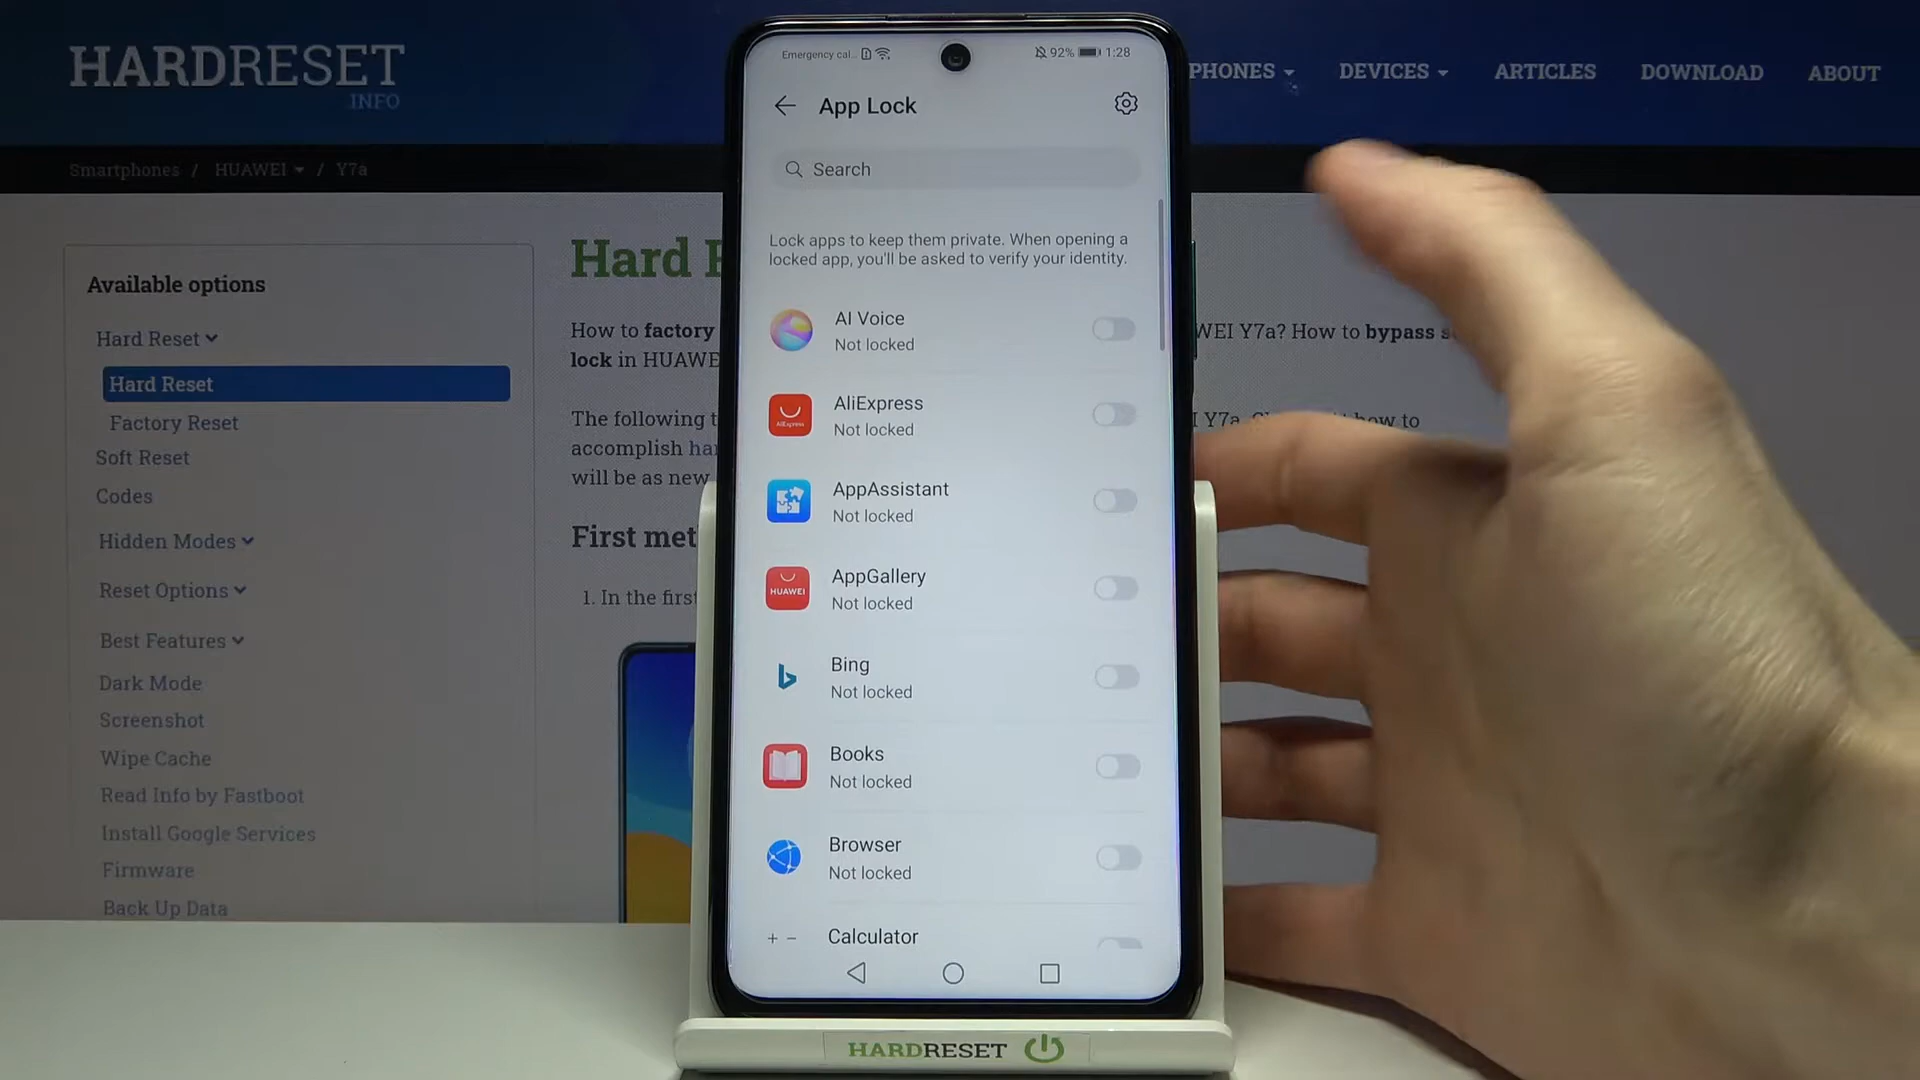 HARDRESET
.INFO
PHONES
DEVICES
ARTICLES
DOWNLOAD
ABOUT
Smartphones / HUAWEI / Y7a
Available options
Hard Reset
Hard Reset
Factory Reset
Soft Reset
Codes
Hidden Modes
Reset Options
Best Features
Dark Mode
Screenshot
Wipe Cache
Read Info by Fastboot
Install Google Services
Firmware
Back Up Data
Hard
How to factory
WEI Y7a? How to bypass
lock in HUAWE
The following
Y7a.
how to
accomplish
will be as new
First
1. In the first
Emergency cal...
92% 1:28
App Lock
Search
Lock apps to keep them private. When opening a
locked app, you'll be asked to verify your identity.
AI Voice
Not locked
AliExpress
AliExpress
Not locked
AppAssistant
Not locked
HUAWEI
AppGallery
Not locked
Bing
Not locked
Books
Not locked
Browser
Not locked
+ −
Calculator
HARDRESET